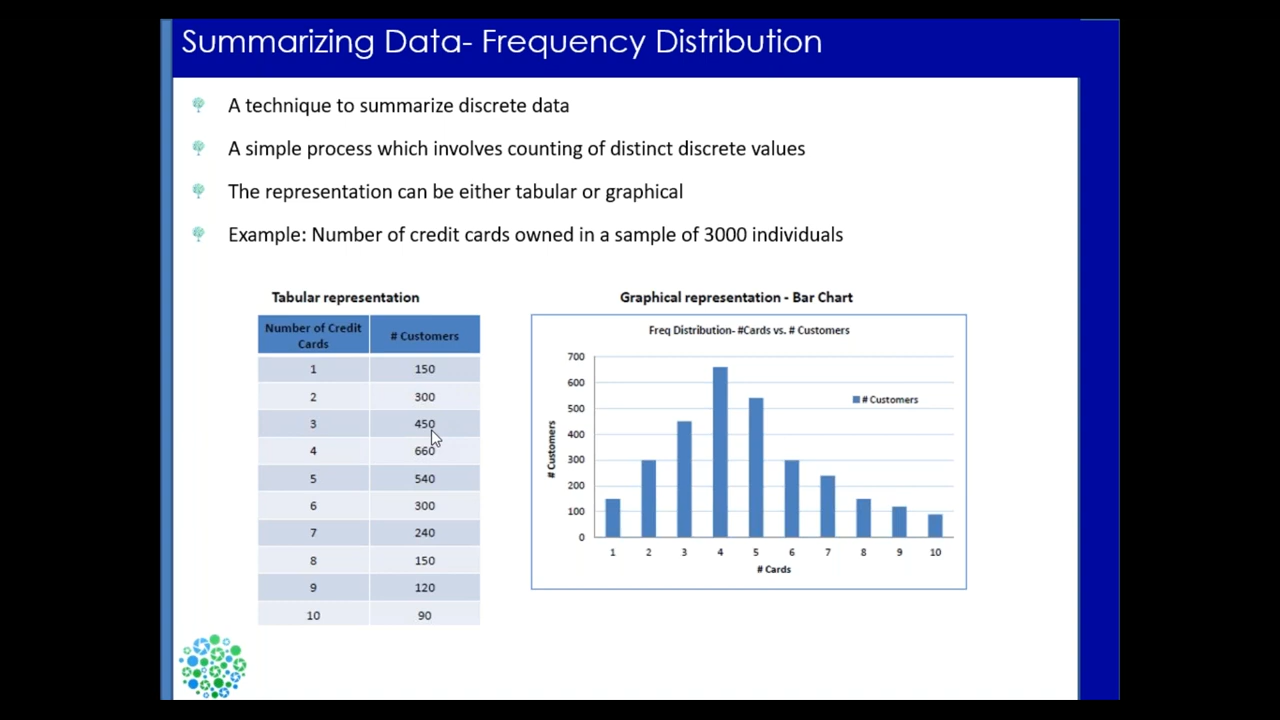 Summarizing Data- Frequency Distribution
A technique to summarize discrete data
A simple process which involves counting of distinct discrete values
The representation can be either tabular or graphical
Example: Number of credit cards owned in a sample of 3000 individuals
Tabular representation
Number of Credit Cards # Customers
1 150
2 300
3 450
4 660
5 540
6 300
7 240
8 150
9 120
10 90
Graphical representation - Bar Chart
Freq Distribution- #Cards vs. # Customers
# Customers
700
600
500
400
300
200
100
0
# Customers
1 2 3 4 5 6 7 8 9 10
# Cards